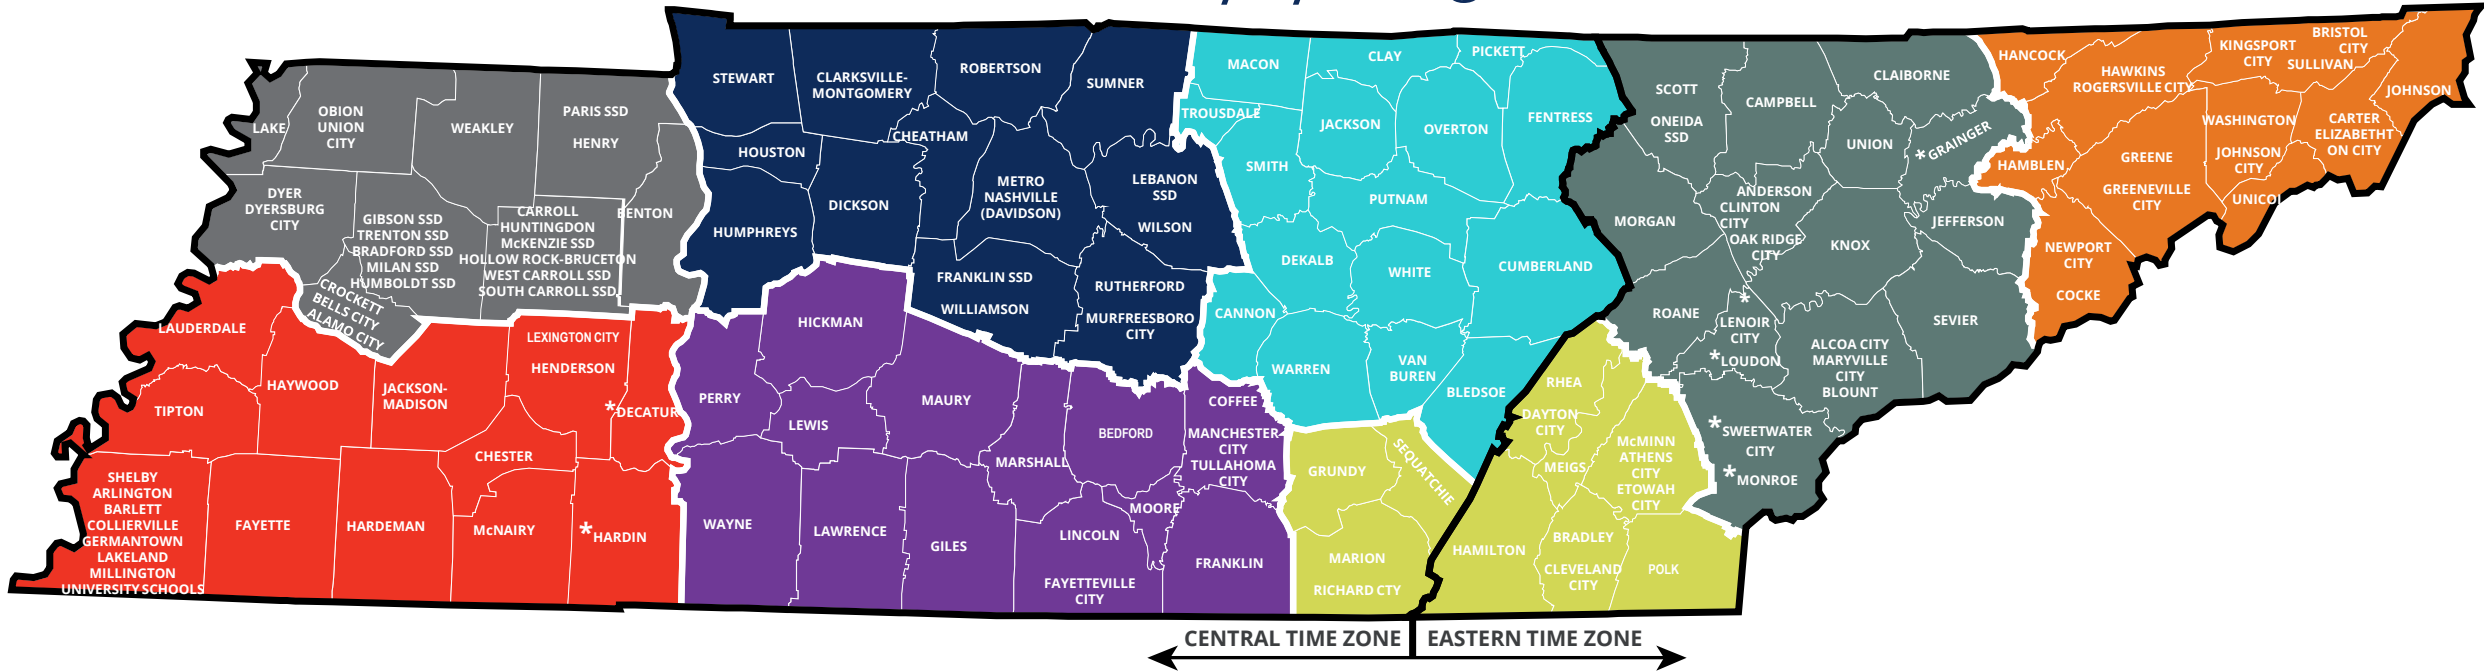 LAKE
OBION
UNION
CITY
WEAKLEY
PARIS SSD
HENRY
DYER
DYERSBURG
CITY
GIBSON SSD
TRENTON SSD
BRADFORD SSD
MILAN SSD
HUMBOLDT SSD
CARROLL
HUNTINGDON
McKENZIE SSD
HOLLOW ROCK-BRUCETON
WEST CARROLL SSD
SOUTH CARROLL SSD
BENTON
CROCKETT
BELLS CITY
ALAMO CITY
LAUDERDALE
HAYWOOD
TIPTON
JACKSON-
MADISON
LEXINGTON CITY
HENDERSON
*DECATUR
CHESTER
SHELBY
ARLINGTON
BARLETT
COLLIERVILLE
GERMANTOWN
LAKELAND
MILLINGTON
UNIVERSITY SCHOOLS
FAYETTE
HARDEMAN
McNAIRY
*HARDIN
STEWART
CLARKSVILLE-
MONTGOMERY
ROBERTSON
SUMNER
CHEATHAM
HOUSTON
DICKSON
HUMPHREYS
METRO
NASHVILLE
(DAVIDSON)
LEBANON
SSD
WILSON
FRANKLIN SSD
WILLIAMSON
RUTHERFORD
MURFREESBORO
CITY
HICKMAN
PERRY
LEWIS
MAURY
MARSHALL
BEDFORD
COFFEE
MANCHESTER
CITY
TULLAHOMA
CITY
MOORE
WAYNE
LAWRENCE
GILES
LINCOLN
FAYETTEVILLE
CITY
FRANKLIN
MACON
CLAY
PICKETT
TROUSDALE
JACKSON
OVERTON
FENTRESS
SMITH
PUTNAM
DEKALB
WHITE
CUMBERLAND
CANNON
WARREN
VAN
BUREN
BLEDSOE
GRUNDY
SEQUATCHIE
MARION
RICHARD CTY
RHEA
DAYTON
CITY
MEIGS
McMINN
ATHENS
CITY
ETOWAH
CITY
HAMILTON
BRADLEY
CLEVELAND
CITY
POLK
SCOTT
ONEIDA
SSD
CAMPBELL
CLAIBORNE
UNION
*GRAINGER
MORGAN
ANDERSON
CLINTON
CITY
OAK RIDGE
CITY
KNOX
JEFFERSON
ROANE
*
LENOIR
CITY
*LOUDON
ALCOA CITY
MARYVILLE
CITY
BLOUNT
SEVIER
*SWEETWATER
CITY
*MONROE
HANCOCK
HAWKINS
ROGERSVILLE CITY
KINGSPORT
CITY
BRISTOL
CITY
SULLIVAN
JOHNSON
HAMBLEN
GREENE
GREENEVILLE
CITY
WASHINGTON
JOHNSON
CITY
CARTER
ELIZABETHT
ON CITY
UNICOI
NEWPORT
CITY
COCKE
CENTRAL TIME ZONE
EASTERN TIME ZONE